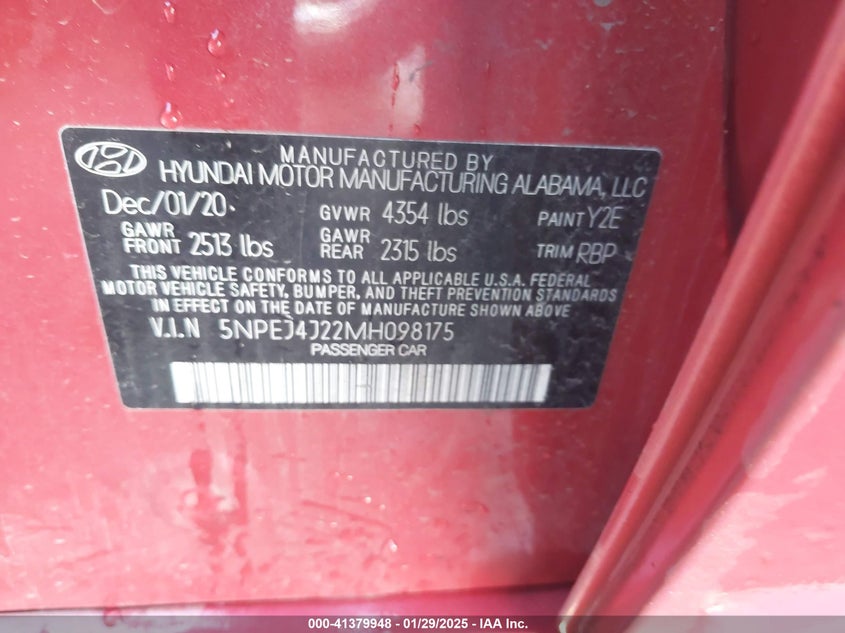 MANUFACTURED BY
HYUNDAI MOTOR MANUFACTURING ALABAMA, LLC
Dec/01/20 GVWR 4354 lbs PAINT Y2E
GAWR FRONT 2513 lbs GAWR REAR 2315 lbs TRIM RBP
THIS VEHICLE CONFORMS TO ALL APPLICABLE U.S.A. FEDERAL
MOTOR VEHICLE SAFETY, BUMPER, AND THEFT PREVENTION STANDARDS
IN EFFECT ON THE DATE OF MANUFACTURE SHOWN ABOVE.
V.I.N 5NPEJ4J22MH098175
PASSENGER CAR
000-41379948 - 01/29/2025 - IAA Inc.